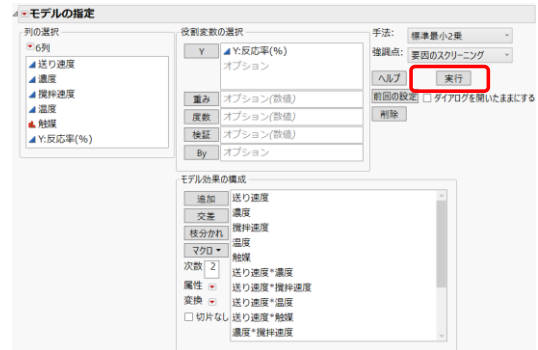 モデルの指定
列の選択
6列
送り速度
濃度
攪拌速度
温度
触媒
Y:反応率(%)
役割変数の選択
Y
Y:反応率(%)
オプション
重み オプション(数値)
度数 オプション(数値)
検証 オプション(数値)
By オプション
手法: 標準最小2乗
強調点: 要因のスクリーニング
ヘルプ 実行
前回の設定 ダイアログを開いたままにする
削除
モデル効果の構成
追加
交差
枝分かれ
マクロ
次数 2
属性
変換
切片なし
送り速度
濃度
攪拌速度
温度
触媒
送り速度*濃度
送り速度*攪拌速度
送り速度*温度
送り速度*触媒
濃度*攪拌速度